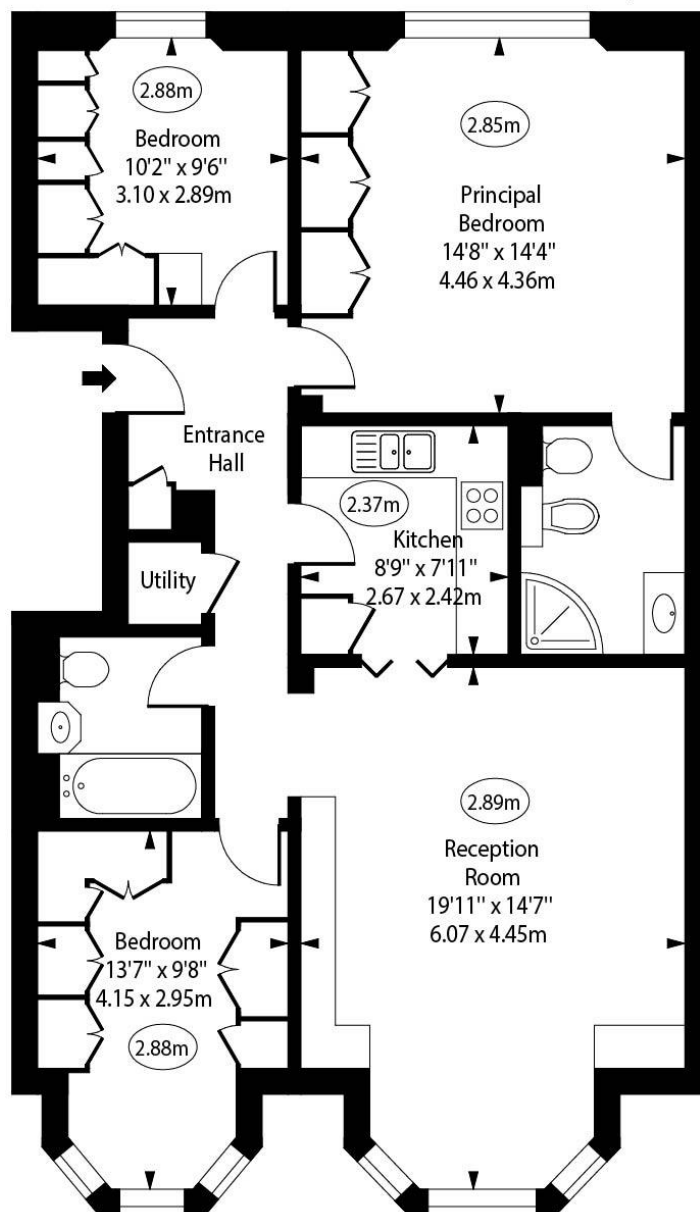 2.88m
Bedroom
10'2" x 9'6"
3.10 x 2.89m
2.85m
Principal
Bedroom
14'8" x 14'4"
4.46 x 4.36m
Entrance
Hall
2.37m
Kitchen
8'9" x 7'11"
2.67 x 2.42m
Utility
2.89m
Reception
Room
19'11" x 14'7"
6.07 x 4.45m
Bedroom
13'7" x 9'8"
4.15 x 2.95m
2.88m